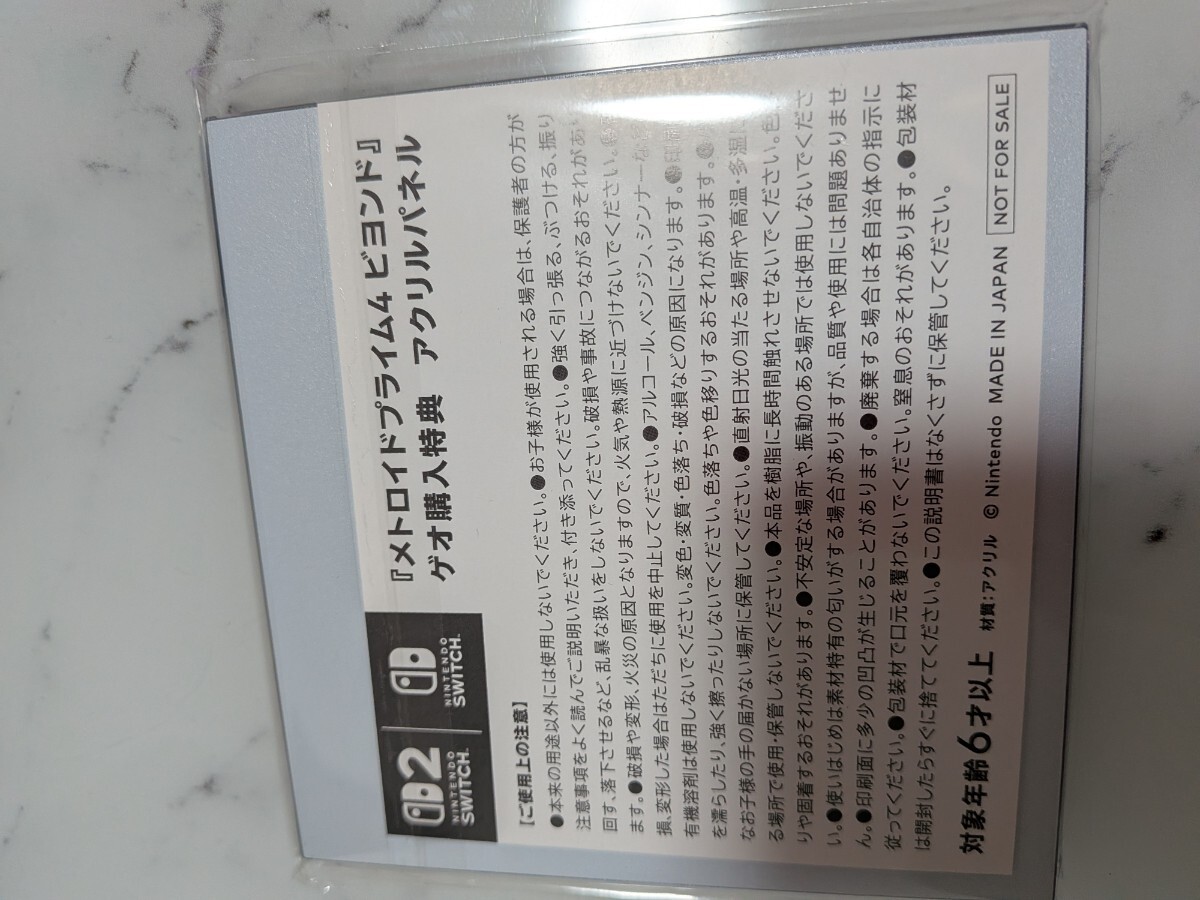 NINTENDO SWITCH 2
NINTENDO SWITCH
『メトロイドプライム4 ビヨンド』
ゲオ購入特典 アクリルパネル
【ご使用上の注意】
●本来の用途以外には使用しないでください。●お子様が使用される場合は、保護者の方が
注意事項をよく読んでご説明いただき、付き添ってください。●強く引っ張る、ぶつける、振り
回す、落下させるなど、乱暴な扱いをしないでください。破損や事故につながるおそれがあり
ます。●破損や変形、火災の原因となりますので、火気や熱源に近づけないでください。
損、変形した場合はただちに使用を中止してください。●アルコール、ベンジン、シンナーな
有機溶剤は使用しないでください。変色・変質・色落ち・破損などの原因になります。●印刷
を濡らしたり、強く擦ったりしないでください。色落ちや色移りするおそれがあります。
なお子様の手の届かない場所に保管してください。●直射日光の当たる場所や高温・多湿
る場所で使用・保管しないでください。●本品を樹脂に長時間触れさせないでください。色
りや固着するおそれがあります。●不安定な場所や、振動のある場所では使用しないでくださ
い。●使いはじめは素材特有の匂いがする場合がありますが、品質や使用には問題ありませ
ん。●印刷面に多少の凹凸が生じることがあります。●廃棄する場合は各自治体の指示に
従ってください。●包装材で口元を覆わないでください。窒息のおそれがあります。●包装材
は開封したらすぐに捨ててください。●この説明書はなくさずに保管してください。
対象年齢6才以上 材質：アクリル © Nintendo MADE IN JAPAN NOT FOR SALE